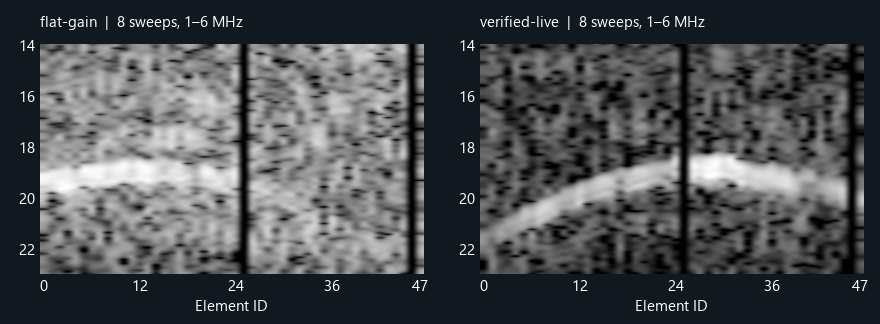 flat-gain | 8 sweeps, 1–6 MHz
14
16
18
20
22
0 12 24 36 47
Element ID
verified-live | 8 sweeps, 1–6 MHz
14
16
18
20
22
0 12 24 36 47
Element ID